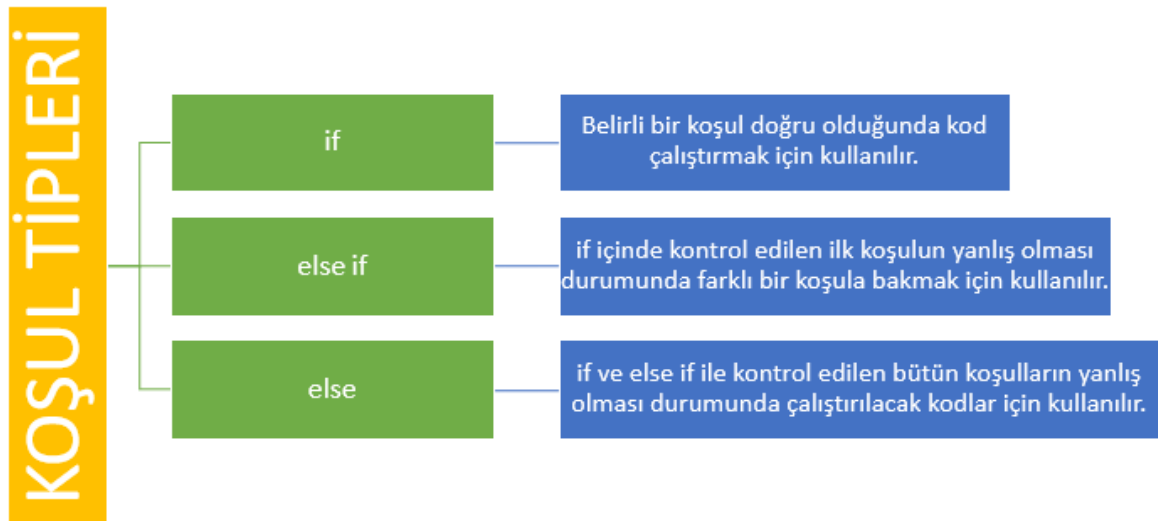 KOŞUL TİPLERİ
if
Belirli bir koşul doğru olduğunda kod
çalıştırmak için kullanılır.
else if
if içinde kontrol edilen ilk koşulun yanlış olması
durumunda farklı bir koşula bakmak için kullanılır.
else
if ve else if ile kontrol edilen bütün koşulların yanlış
olması durumunda çalıştırılacak kodlar için kullanılır.